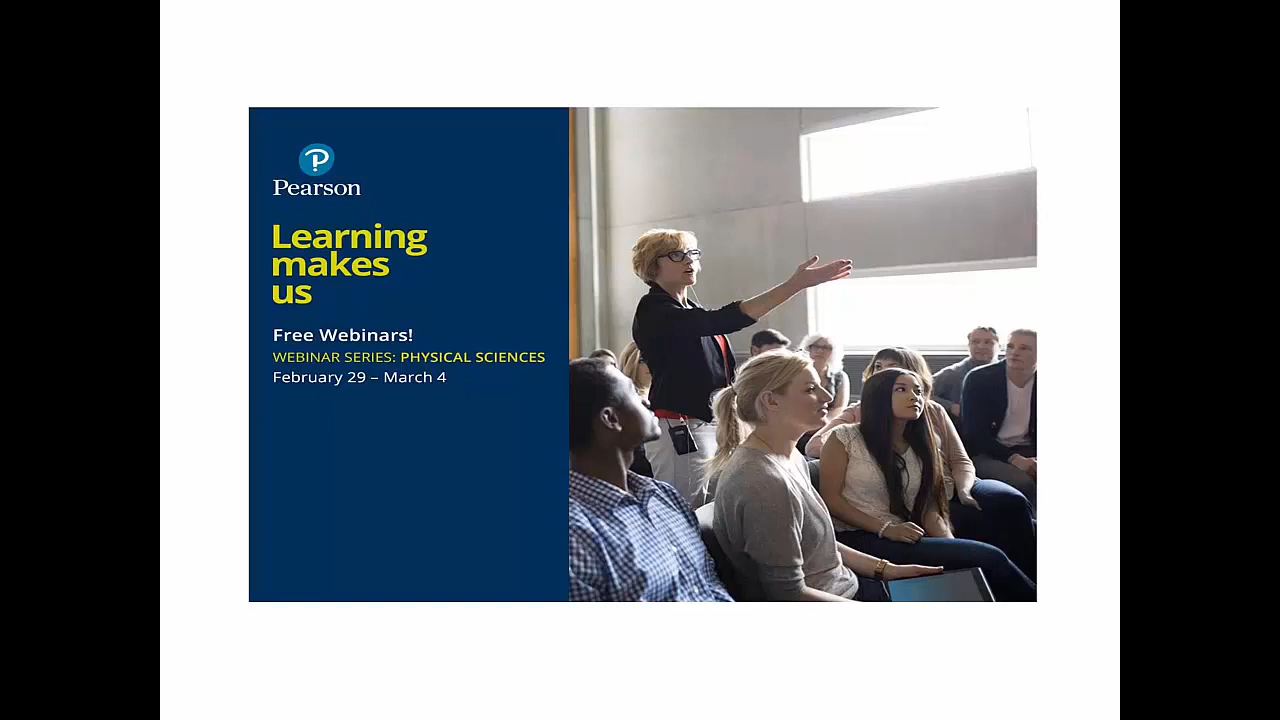 Pearson
Learning
makes
us
Free Webinars!
WEBINAR SERIES: PHYSICAL SCIENCES
February 29 – March 4